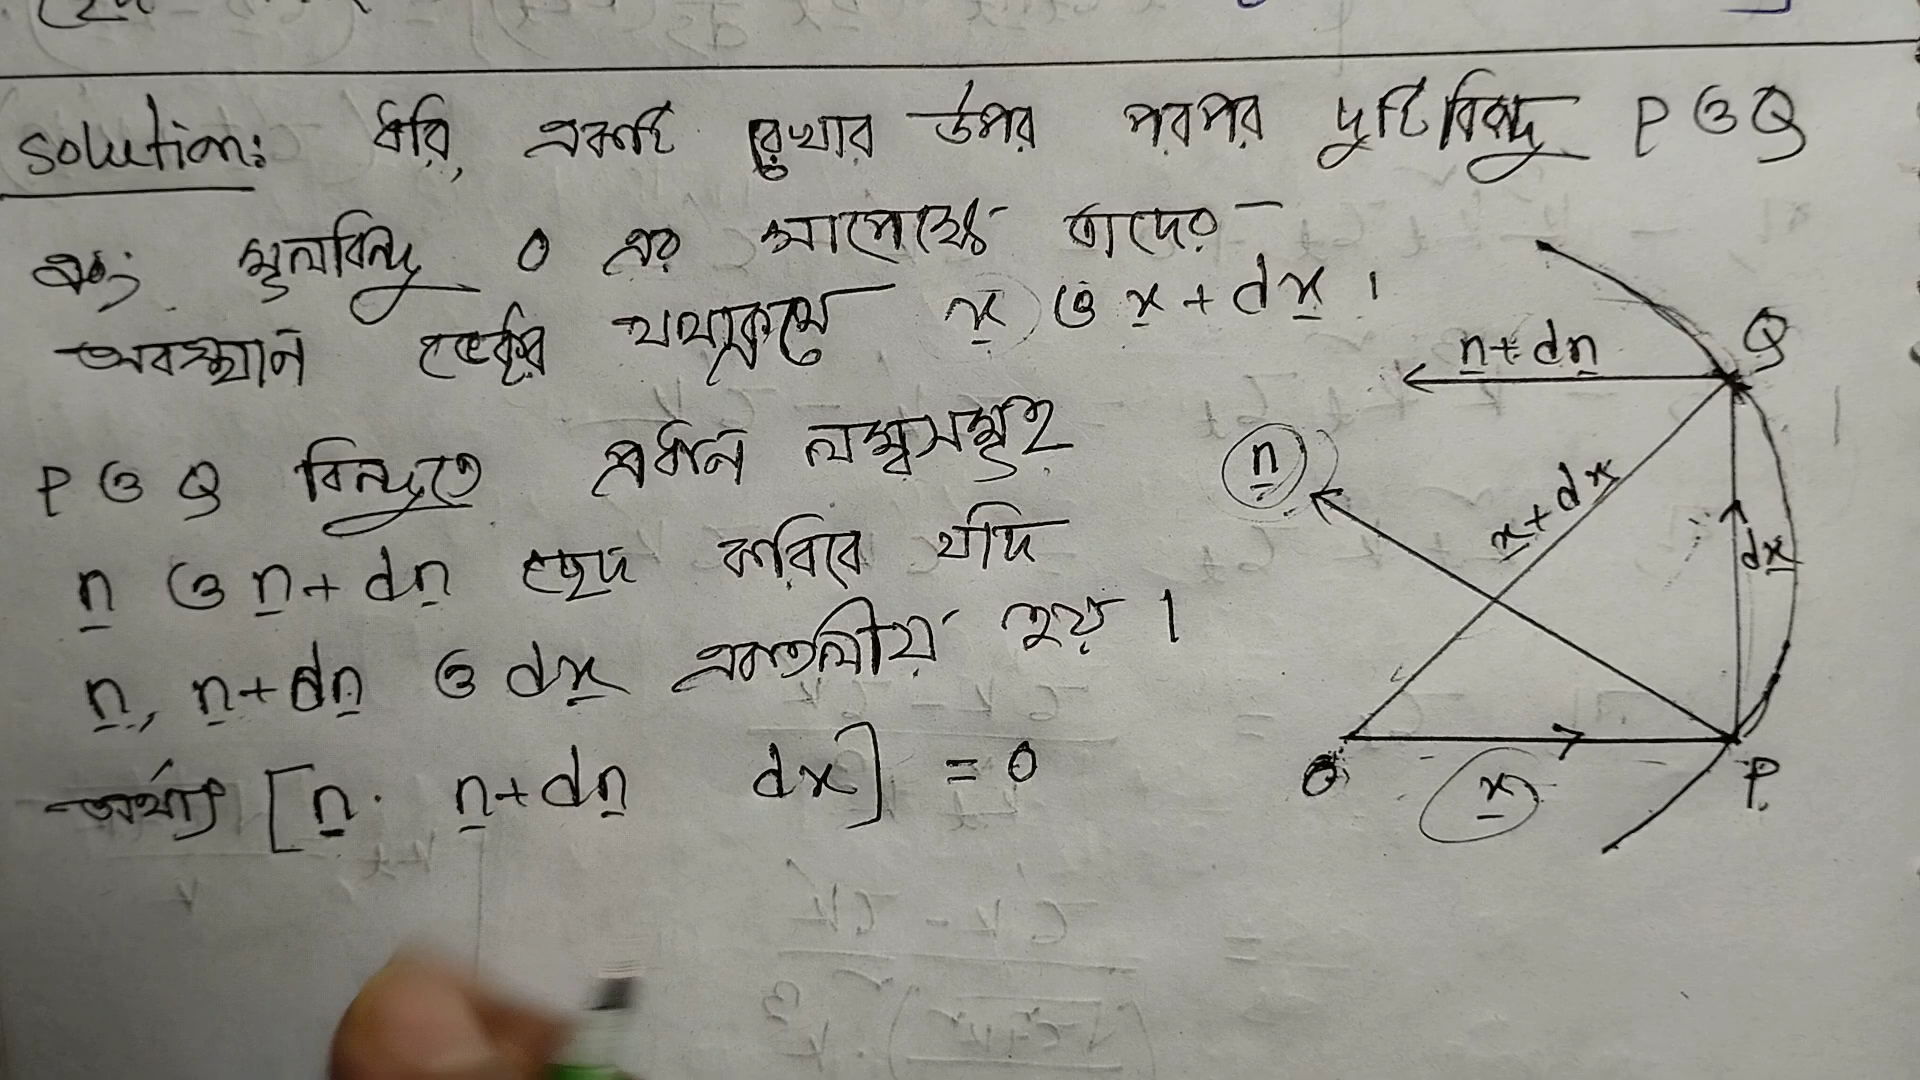 Solution: ধরি, একটি রেখার উপর পরপর দুটি বিন্দু P ও Q
এবং মূলবিন্দু O এর সাপেক্ষে তাদের
অবস্থান ভেক্টর যথাক্রমে x ও x + dx ।
P ও Q বিন্দুতে প্রধান লম্বসমূহ
n ও n + dn ছেদ করিবে যদি
n, n+dn ও dx একতলীয় হয় ।
অর্থাৎ [n. n+dn dx] = 0
Q
n+dn
n
x+dx
dx
O
x
P.